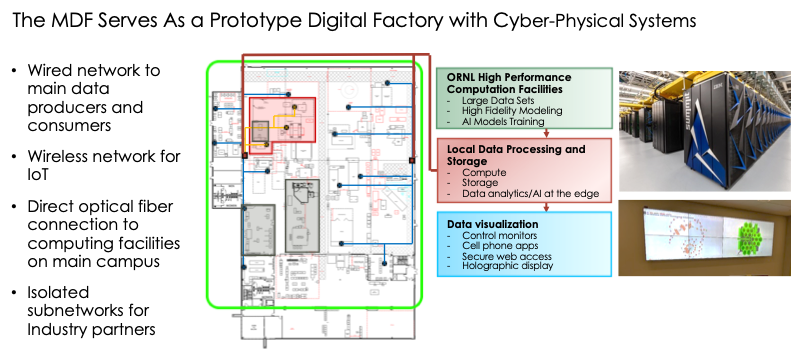 The MDF Serves As a Prototype Digital Factory with Cyber-Physical Systems
• Wired network to
main data
producers and
consumers
• Wireless network for
IoT
• Direct optical fiber
connection to
computing facilities
on main campus
• Isolated
subnetworks for
Industry partners
ORNL High Performance
Computation Facilities
- Large Data Sets
- High Fidelity Modeling
- AI Models Training
Local Data Processing and
Storage
- Compute
- Storage
- Data analytics/AI at the edge
Data visualization
- Control monitors
- Cell phone apps
- Secure web access
- Holographic display
IBM